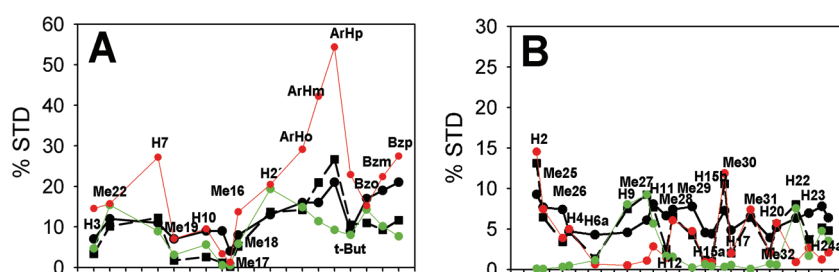 A
% STD
60
50
40
30
20
10
0
H3
Me22
H7
Me19
H10
Me16
Me17
Me18
H2'
ArHo
ArHm
ArHp
t-But
Bzo
Bzm
Bzp
B
% STD
30
25
20
15
10
5
0
H2
Me25
Me26
H4
H6a
H9
Me27
H11
H12
Me28
Me29
H15a
H17
Me30
Me31
H20
Me32
H22
H23
H24a